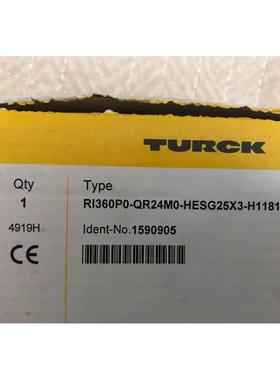 TURCK
Qty Type
1 RI360P0-QR24M0-HESG25X3-H1181
4919H Ident-No.1590905
CE